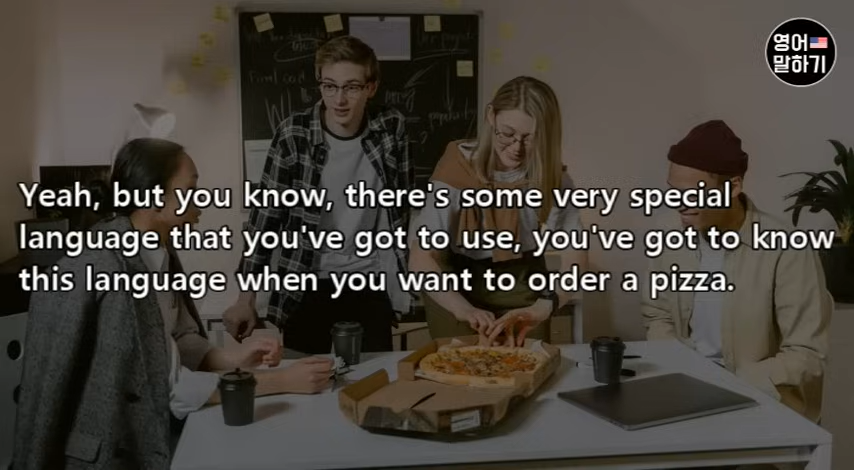 영어
말하기
Yeah, but you know, there's some very special
language that you've got to use, you've got to know
this language when you want to order a pizza.